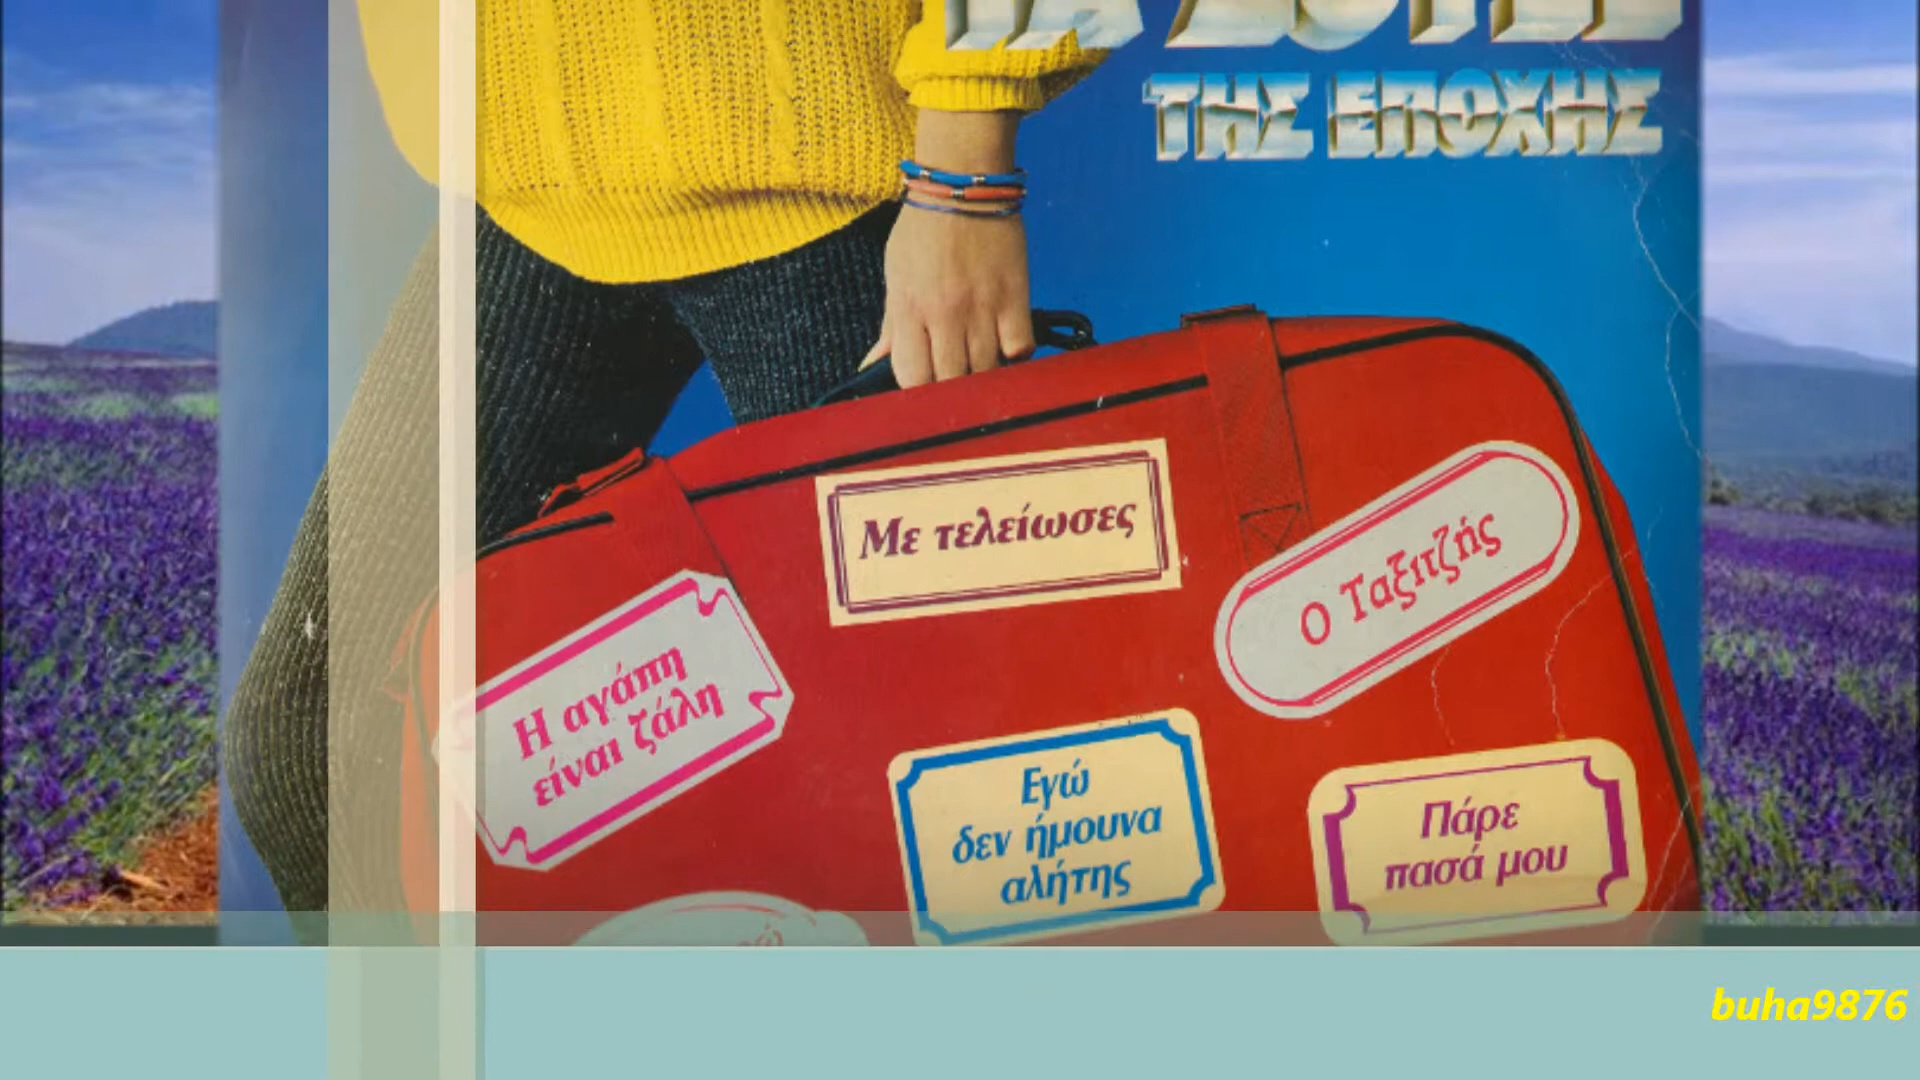 ΤΗΣ ΕΠΟΧΗΣ
Με τελείωσες
Ο Ταξιτζής
Η αγάπη
είναι ζάλη
Εγώ
δεν ήμουνα
αλήτης
Πάρε
πασά μου
buha9876